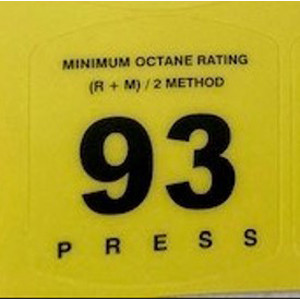 MINIMUM OCTANE RATING
(R + M) / 2 METHOD
93
PRESS